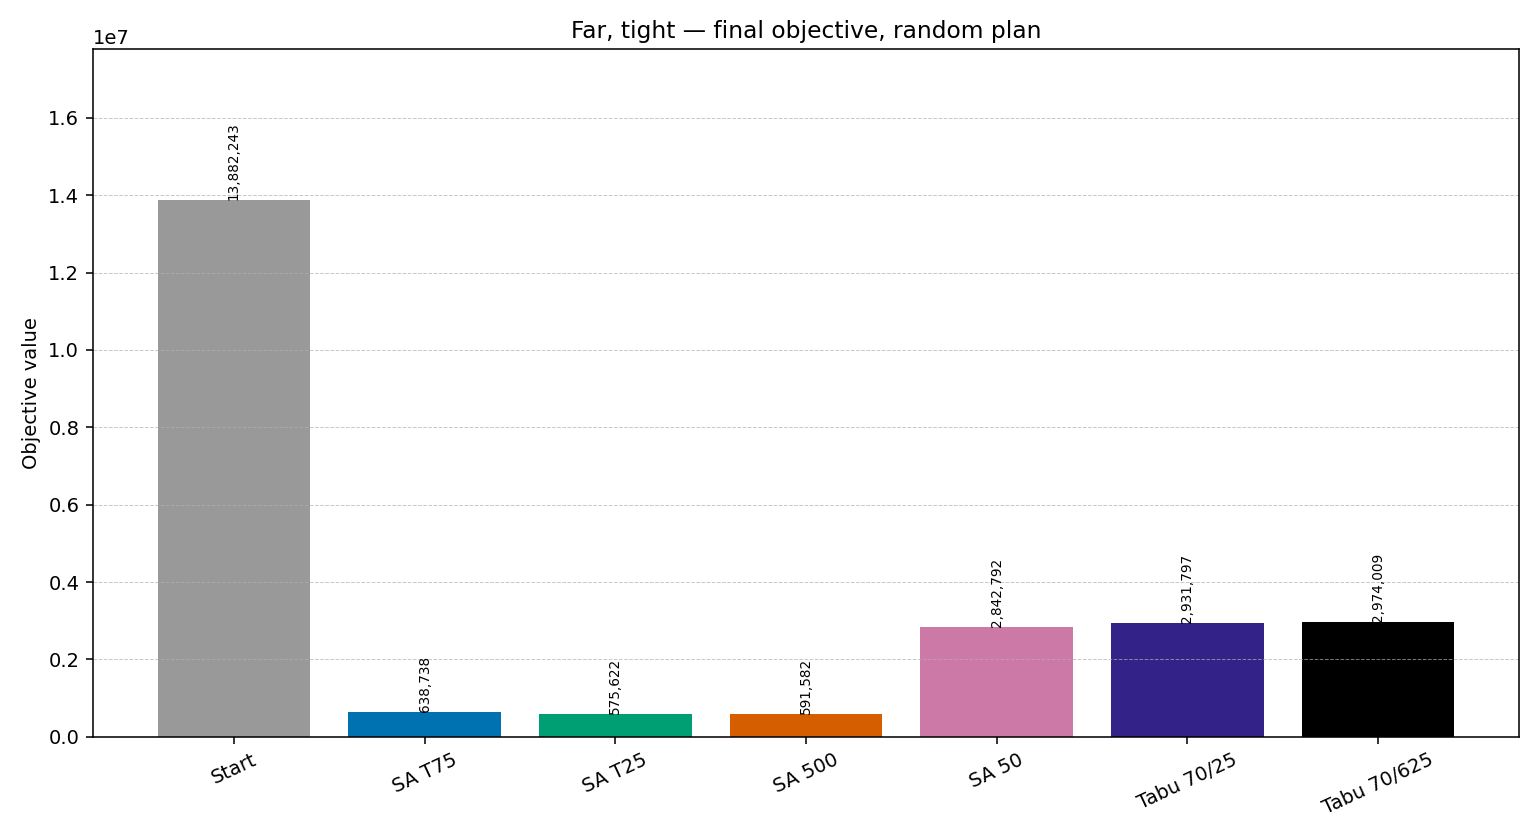 Far, tight — final objective, random plan
1e7
Objective value
1.6
1.4
1.2
1.0
0.8
0.6
0.4
0.2
0.0
13,882,243
638,738
575,622
591,582
2,842,792
2,931,797
2,974,009
Start
SA T75
SA T25
SA 500
SA 50
Tabu 70/25
Tabu 70/625